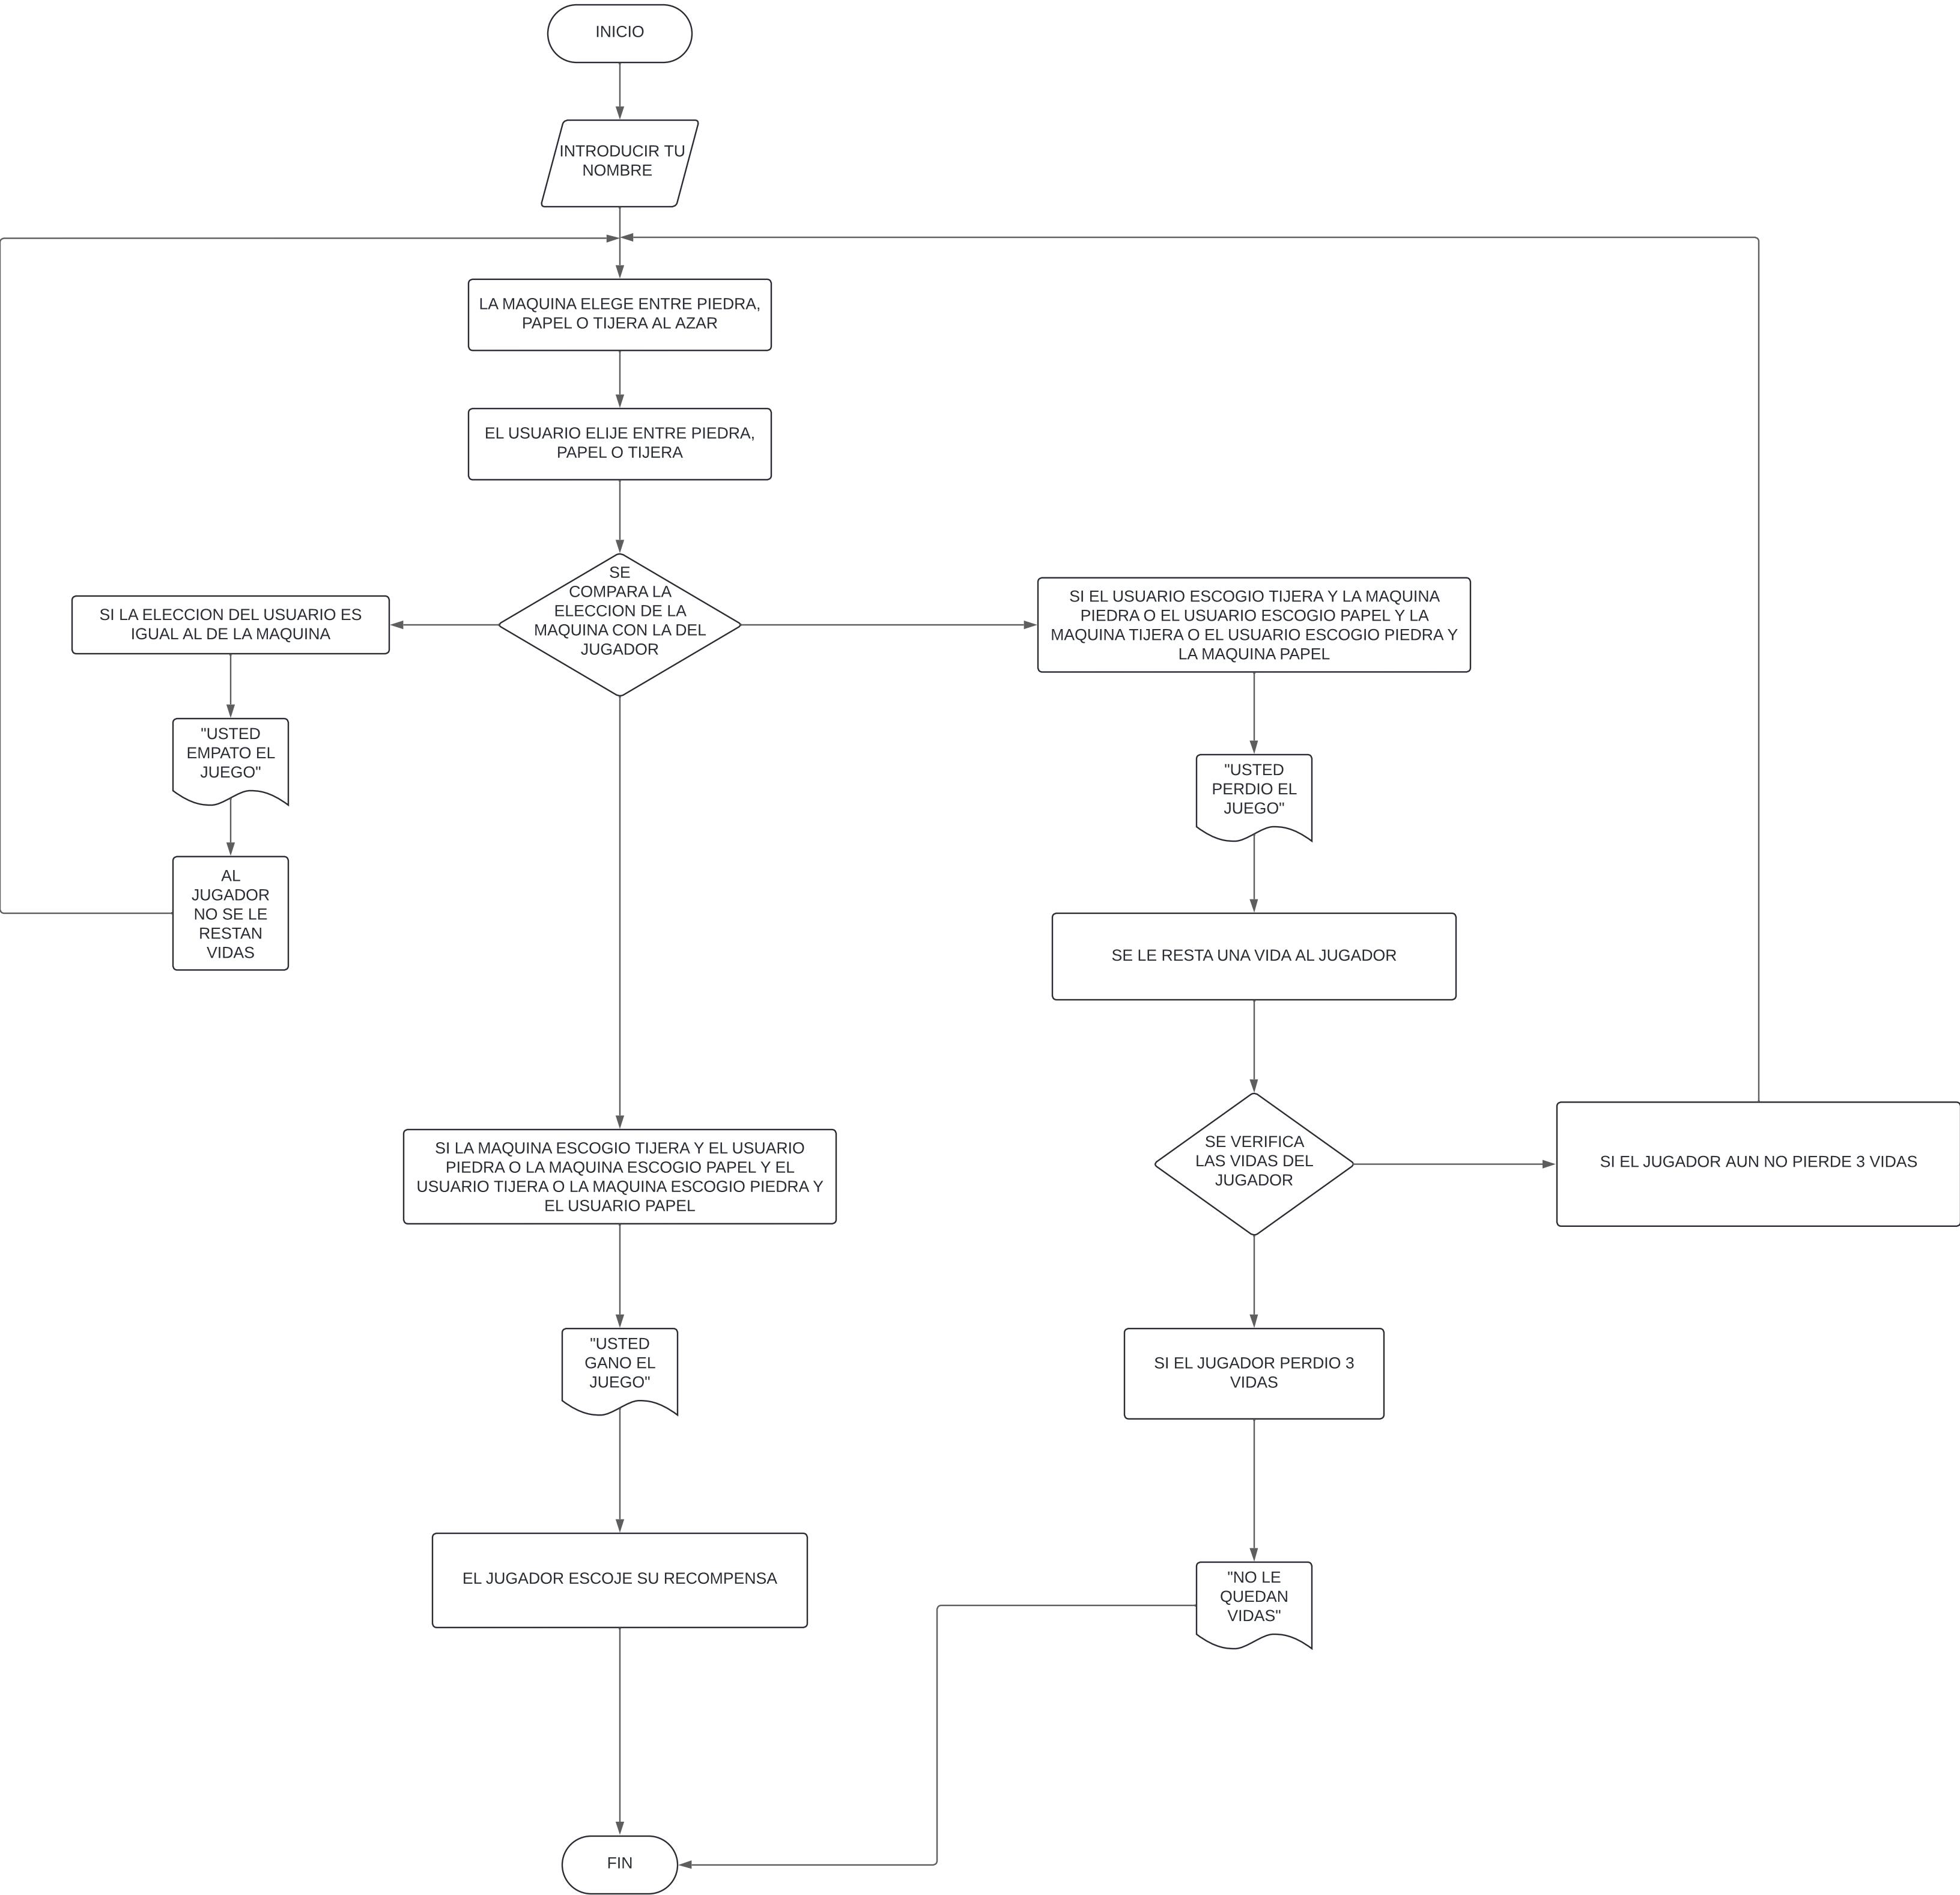 INICIO
INTRODUCIR TU
NOMBRE
LA MAQUINA ELEGE ENTRE PIEDRA,
PAPEL O TIJERA AL AZAR
EL USUARIO ELIJE ENTRE PIEDRA,
PAPEL O TIJERA
SE
COMPARA LA
ELECCION DE LA
MAQUINA CON LA DEL
JUGADOR
SI LA ELECCION DEL USUARIO ES
IGUAL AL DE LA MAQUINA
"USTED
EMPATO EL
JUEGO"
AL
JUGADOR
NO SE LE
RESTAN
VIDAS
SI EL USUARIO ESCOGIO TIJERA Y LA MAQUINA
PIEDRA O EL USUARIO ESCOGIO PAPEL Y LA
MAQUINA TIJERA O EL USUARIO ESCOGIO PIEDRA Y
LA MAQUINA PAPEL
"USTED
PERDIO EL
JUEGO"
SE LE RESTA UNA VIDA AL JUGADOR
SE VERIFICA
LAS VIDAS DEL
JUGADOR
SI EL JUGADOR AUN NO PIERDE 3 VIDAS
SI LA MAQUINA ESCOGIO TIJERA Y EL USUARIO
PIEDRA O LA MAQUINA ESCOGIO PAPEL Y EL
USUARIO TIJERA O LA MAQUINA ESCOGIO PIEDRA Y
EL USUARIO PAPEL
"USTED
GANO EL
JUEGO"
SI EL JUGADOR PERDIO 3
VIDAS
EL JUGADOR ESCOJE SU RECOMPENSA
"NO LE
QUEDAN
VIDAS"
FIN